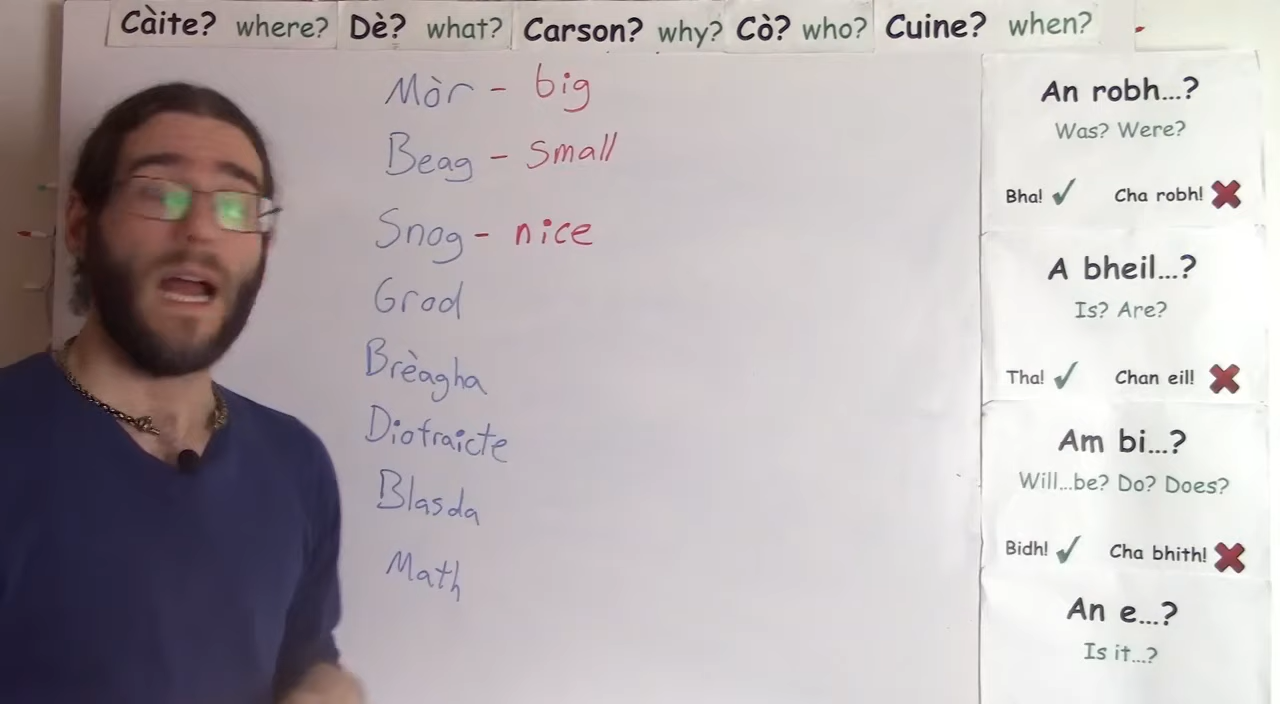 Càite? where? Dè? what? Carson? why? Cò? who? Cuine? when?
Mòr - big
Beag - small
Snog - nice
Grod
Brèagha
Diofraicte
Blasda
Math
An robh...?
Was? Were?
Bha! ✓ Cha robh! ✗
A bheil...?
Is? Are?
Tha! ✓ Chan eil! ✗
Am bi...?
Will...be? Do? Does?
Bidh! ✓ Cha bhith! ✗
An e...?
Is it...?